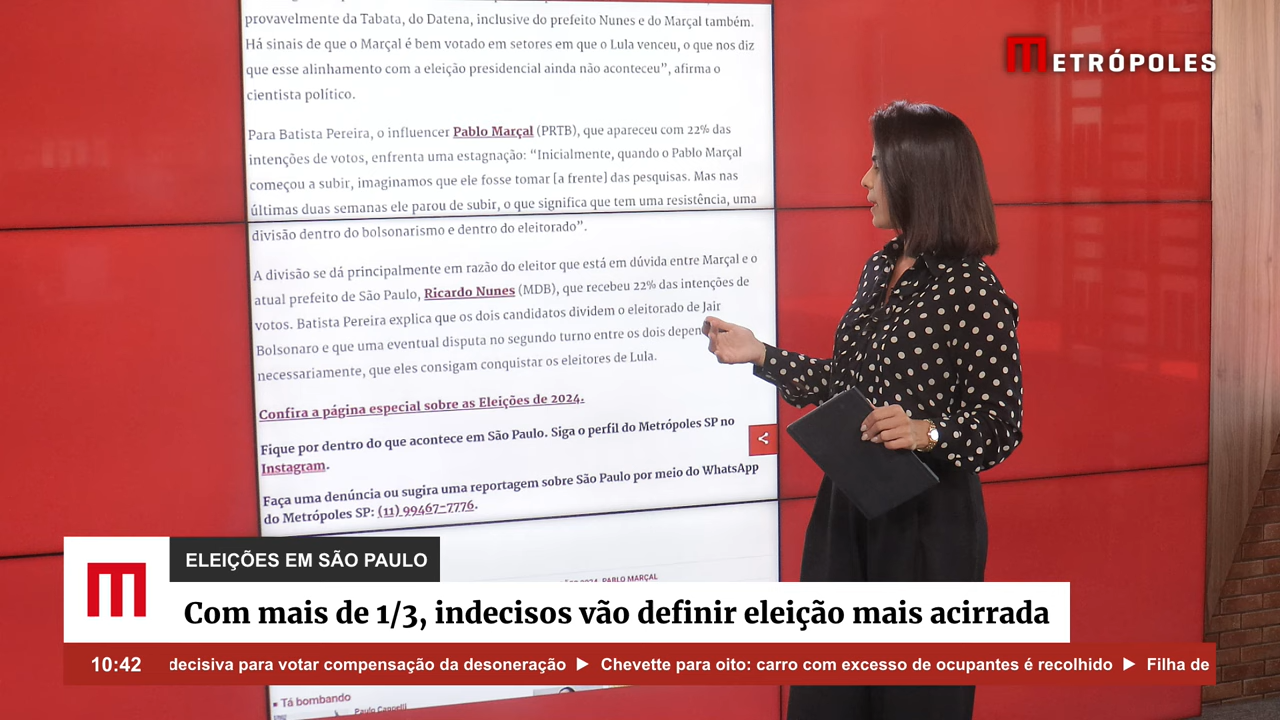 provavelmente da Tabata, do Datena, inclusive do prefeito Nunes e do Marçal também.
Há sinais de que o Marçal é bem votado em setores em que o Lula venceu, o que nos diz
que esse alinhamento com a eleição presidencial ainda não aconteceu”, afirma o
cientista político.
Para Batista Pereira, o influencer Pablo Marçal (PRTB), que apareceu com 22% das
intenções de votos, enfrenta uma estagnação: “Inicialmente, quando o Pablo Marçal
começou a subir, imaginamos que ele fosse tomar [a frente] das pesquisas. Mas nas
últimas duas semanas ele parou de subir, o que significa que tem uma resistência, uma
divisão dentro do bolsonarismo e dentro do eleitorado”.
A divisão se dá principalmente em razão do eleitor que está em dúvida entre Marçal e o
atual prefeito de São Paulo, Ricardo Nunes (MDB), que recebeu 22% das intenções de
votos. Batista Pereira explica que os dois candidatos dividem o eleitorado de Jair
Bolsonaro e que uma eventual disputa no segundo turno entre os dois depen
necessariamente, que eles consigam conquistar os eleitores de Lula.
Confira a página especial sobre as Eleições de 2024.
Fique por dentro do que acontece em São Paulo. Siga o perfil do Metrópoles SP no
Instagram.
Faça uma denúncia ou sugira uma reportagem sobre São Paulo por meio do WhatsApp
do Metrópoles SP: (11) 99467-7776.
2024, PABLO MARÇAL
METRÓPOLES
M
ELEIÇÕES EM SÃO PAULO
Com mais de 1/3, indecisos vão definir eleição mais acirrada
10:42 decisiva para votar compensação da desoneração ▶ Chevette para oito: carro com excesso de ocupantes é recolhido ▶ Filha de
Tá bombando
Paulo Cappelli